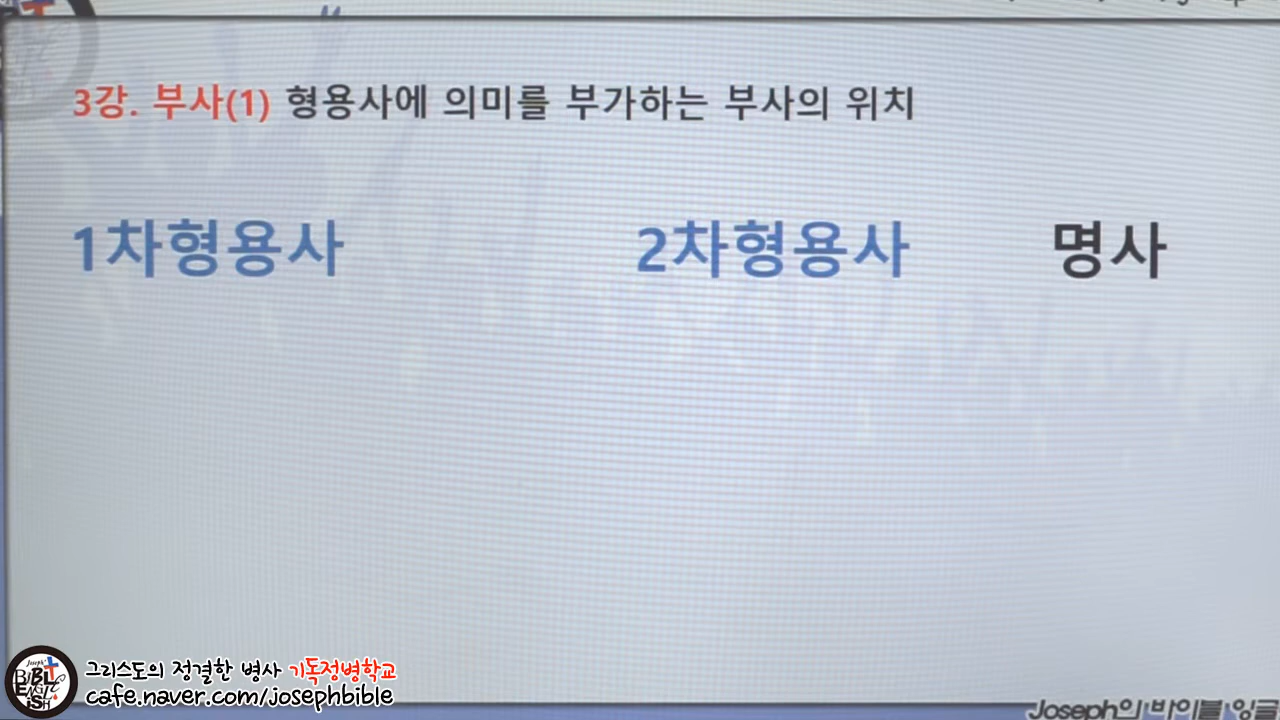 3강. 부사(1) 형용사에 의미를 부가하는 부사의 위치
1차형용사 2차형용사 명사
Joseph's
BIBLE
ENGLISH
그리스도의 정결한 병사 기독정병학교
cafe.naver.com/josephbible
Joseph의 바이블 잉글